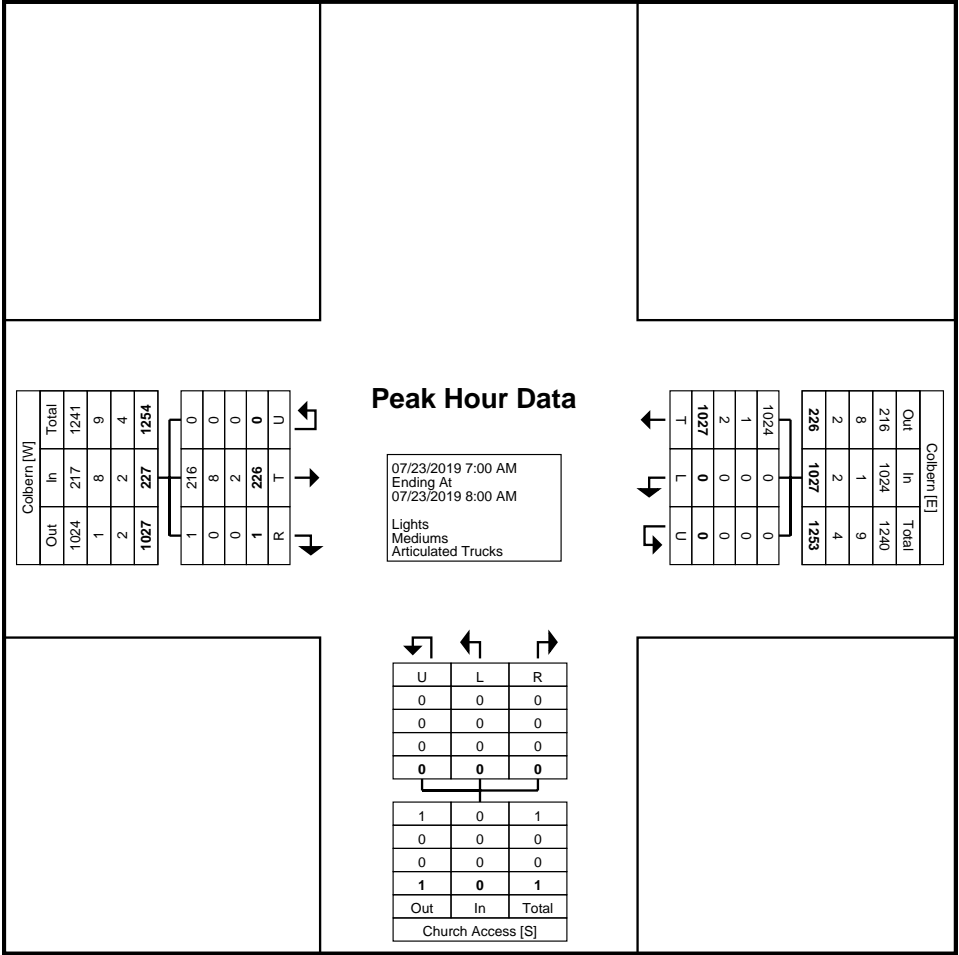 Peak Hour Data
07/23/2019 7:00 AM
Ending At
07/23/2019 8:00 AM
Lights
Mediums
Articulated Trucks
Colbern [W]
Total 1241 9 4 1254
In 217 8 2 227
Out 1024 1 2 1027
0 0 0 0 U
216 8 2 226 T
1 0 0 1 R
Colbern [E]
Out 216 8 2 226
In 1024 1 2 1027
Total 1240 9 4 1253
1024 1 2 1027 T
0 0 0 0 L
0 0 0 0 U
U L R
0 0 0
0 0 0
0 0 0
0 0 0
1 0 1
0 0 0
0 0 0
1 0 1
Out In Total
Church Access [S]